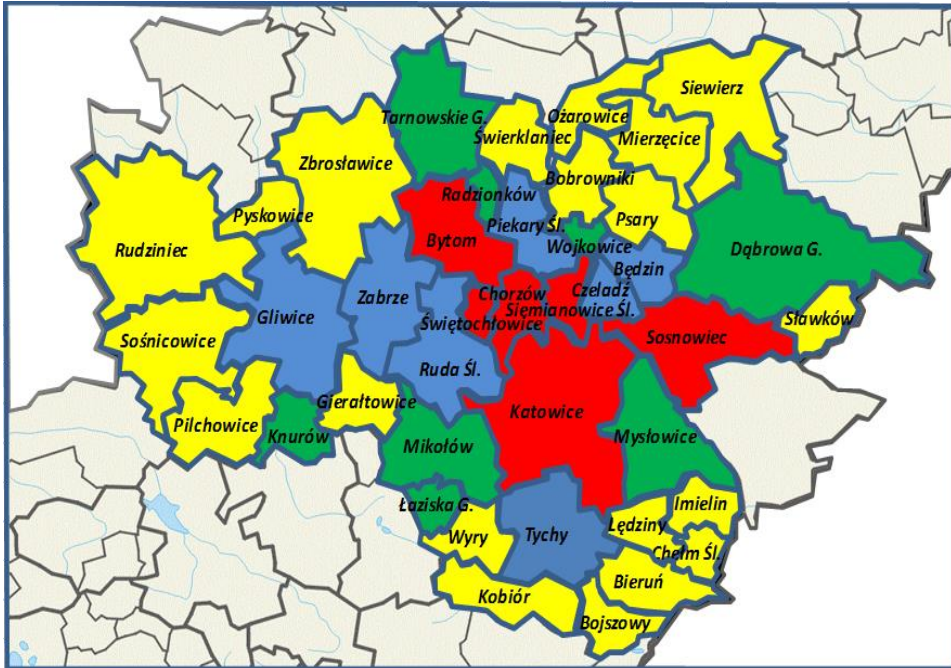 Siewierz
Ożarowice
Tarnowskie G.
Świerklaniec
Mierzęcice
Zbrosławice
Bobrowniki
Radzionków
Pyskowice
Psary
Piekary Śl.
Bytom
Wojkowice
Rudziniec
Dąbrowa G.
Będzin
Czeladź
Chorzów
Zabrze
Siemianowice Śl.
Gliwice
Świętochłowice
Sławków
Sośnicowice
Sosnowiec
Ruda Śl.
Gierałtowice
Katowice
Pilchowice
Knurów
Mikołów
Mysłowice
Łaziska G.
Imielin
Lędziny
Wyry
Tychy
Chełm Śl.
Bieruń
Kobiór
Bojszowy